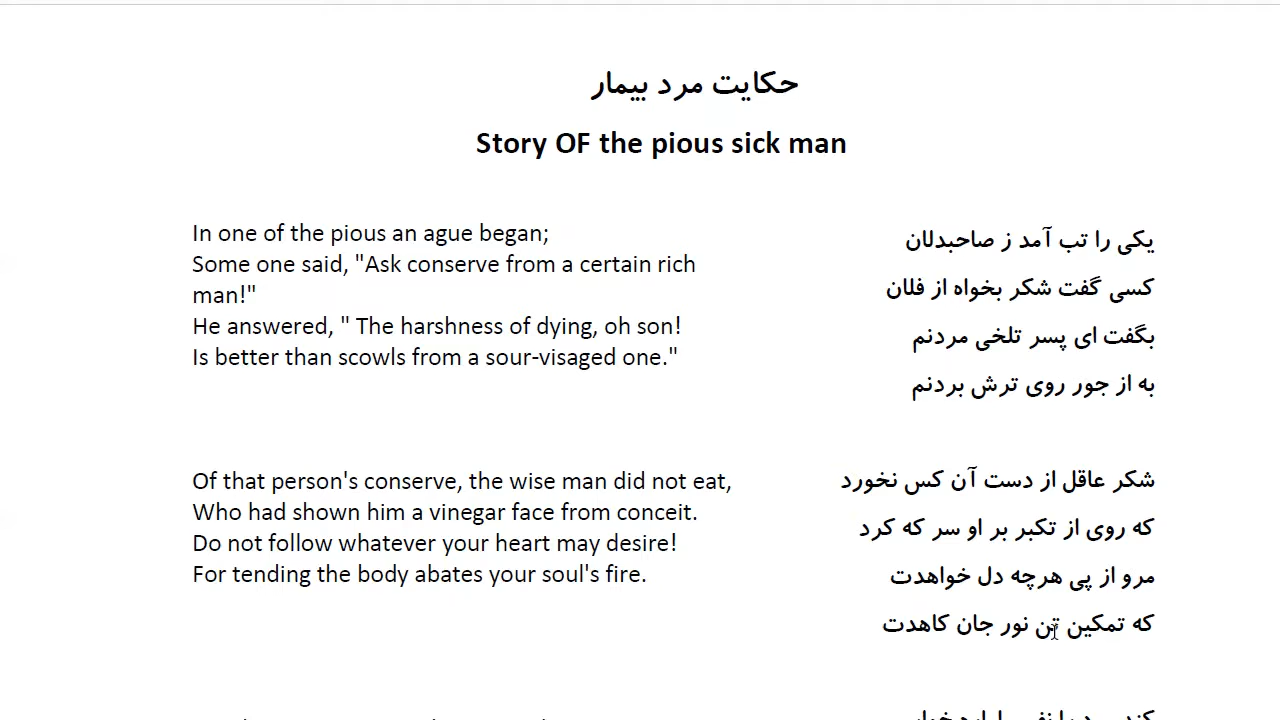 حکایت مرد بیمار
Story OF the pious sick man
In one of the pious an ague began;
Some one said, "Ask conserve from a certain rich
man!"
He answered, " The harshness of dying, oh son!
Is better than scowls from a sour-visaged one."
یکی را تب آمد ز صاحبدلان
کسی گفت شکر بخواه از فلان
بگفت ای پسر تلخی مردنم
به از جور روی ترش بردنم
Of that person's conserve, the wise man did not eat,
Who had shown him a vinegar face from conceit.
Do not follow whatever your heart may desire!
For tending the body abates your soul's fire.
شکر عاقل از دست آن کس نخورد
که روی از تکبر بر او سر که کرد
مرو از پی هرچه دل خواهدت
که تمکین تن نور جان کاهدت